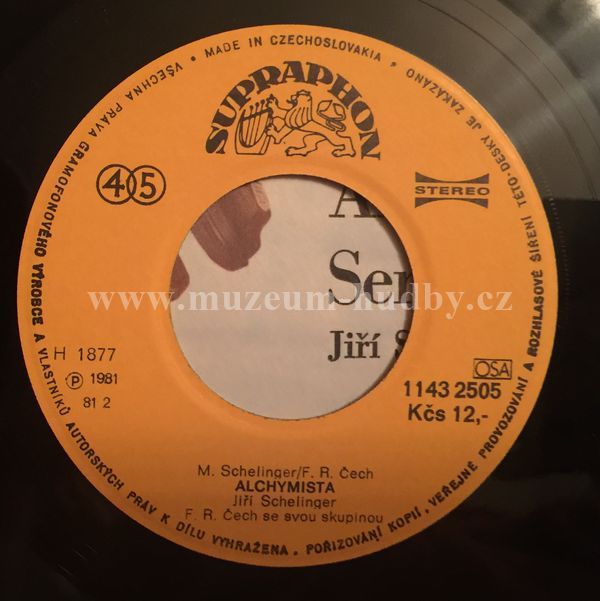 VŠECHNA PRÁVA GRAMOFONOVÉHO VÝROBCE A VLASTNÍKŮ AUTORSKÝCH PRÁV K DÍLU VYHRAŽENA. POŘIZOVÁNÍ KOPIÍ, VEŘEJNÉ PROVOZOVÁNÍ A ROZHLASOVÉ ŠÍŘENÍ TÉTO DESKY JE ZAKÁZÁNO • MADE IN CZECHOSLOVAKIA •
SUPRAPHON
45
STEREO
A
Ser
Jiří S
www.muzeum-hudby.cz
H 1877
℗ 1981
81 2
OSA
1143 2505
Kčs 12,-
M. Schelinger/F. R. Čech
ALCHYMISTA
Jiří Schelinger
F. R. Čech se svou skupinou